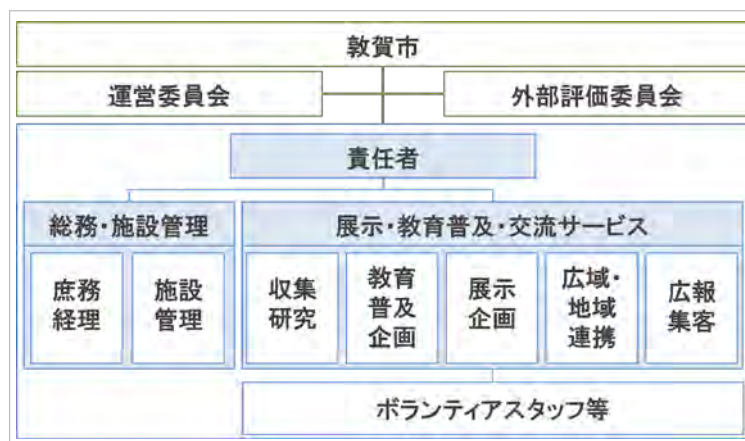 敦賀市
運営委員会
外部評価委員会
責任者
総務・施設管理
展示・教育普及・交流サービス
庶務
経理
施設
管理
収集
研究
教育
普及
企画
展示
企画
広域・
地域
連携
広報
集客
ボランティアスタッフ等